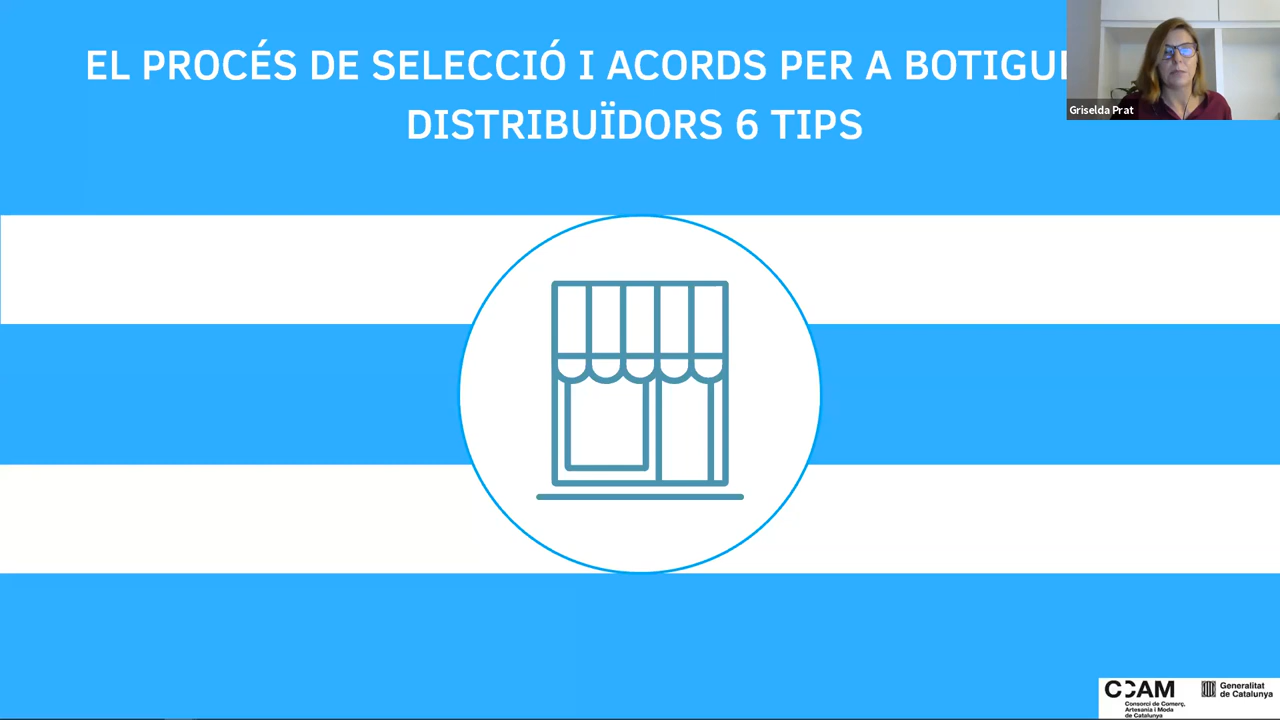 EL PROCÉS DE SELECCIÓ I ACORDS PER A
DISTRIBUÏDORS 6 TIPS
Griselda Prat
CCAM
Consorci de Comerç,
Artesania i Moda
de Catalunya
Generalitat
de Catalunya